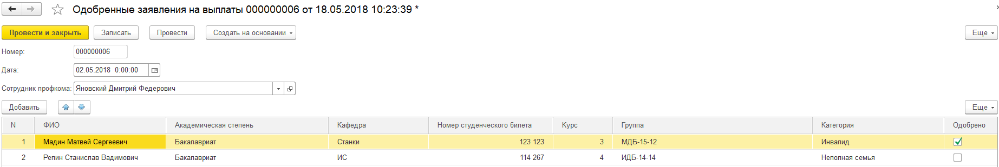 Одобренные заявления на выплаты 000000006 от 18.05.2018 10:23:39 *
Провести и закрыть Записать Провести Создать на основании Еще
Номер: 000000006
Дата: 02.05.2018 0:00:00
Сотрудник профкома: Яновский Дмитрий Федерович
Добавить Еще
N ФИО Академическая степень Кафедра Номер студенческого билета Курс Группа Категория Одобрено
1 Мадин Матвей Сергеевич Бакалавриат Станки 123 123 3 МДБ-15-12 Инвалид
2 Репин Станислав Вадимович Бакалавриат ИС 114 267 4 ИДБ-14-14 Неполная семья